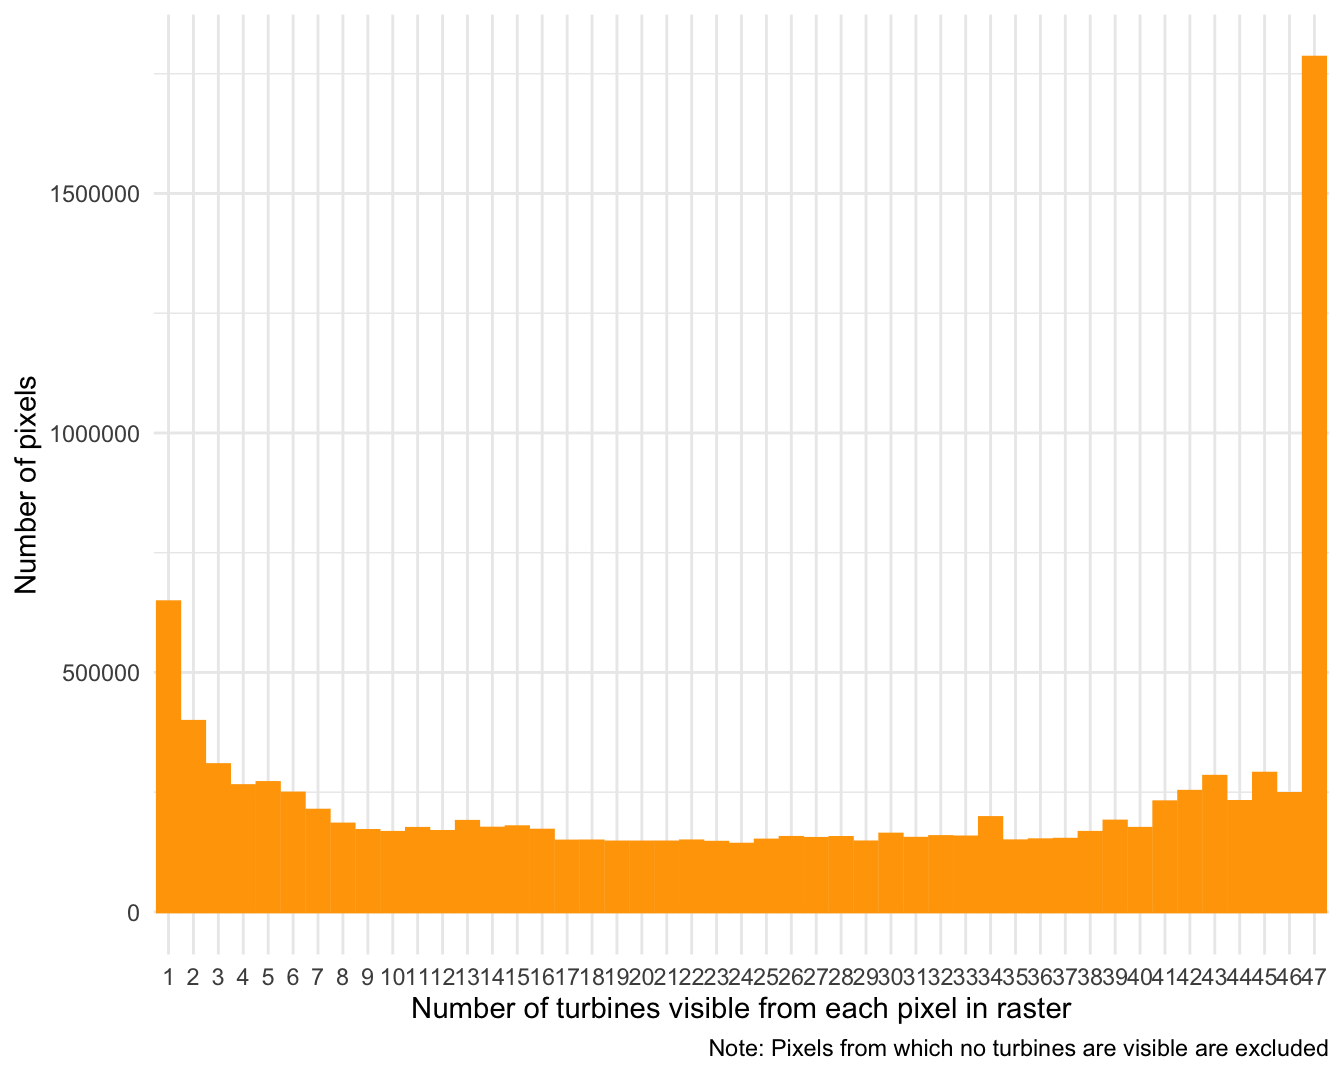 Number of pixels
1500000
1000000
500000
0
1 2 3 4 5 6 7 8 9 10 11 12 13 14 15 16 17 18 19 20 21 22 23 24 25 26 27 28 29 30 31 32 33 34 35 36 37 38 39 40 41 42 43 44 45 46 47
Number of turbines visible from each pixel in raster
Note: Pixels from which no turbines are visible are excluded